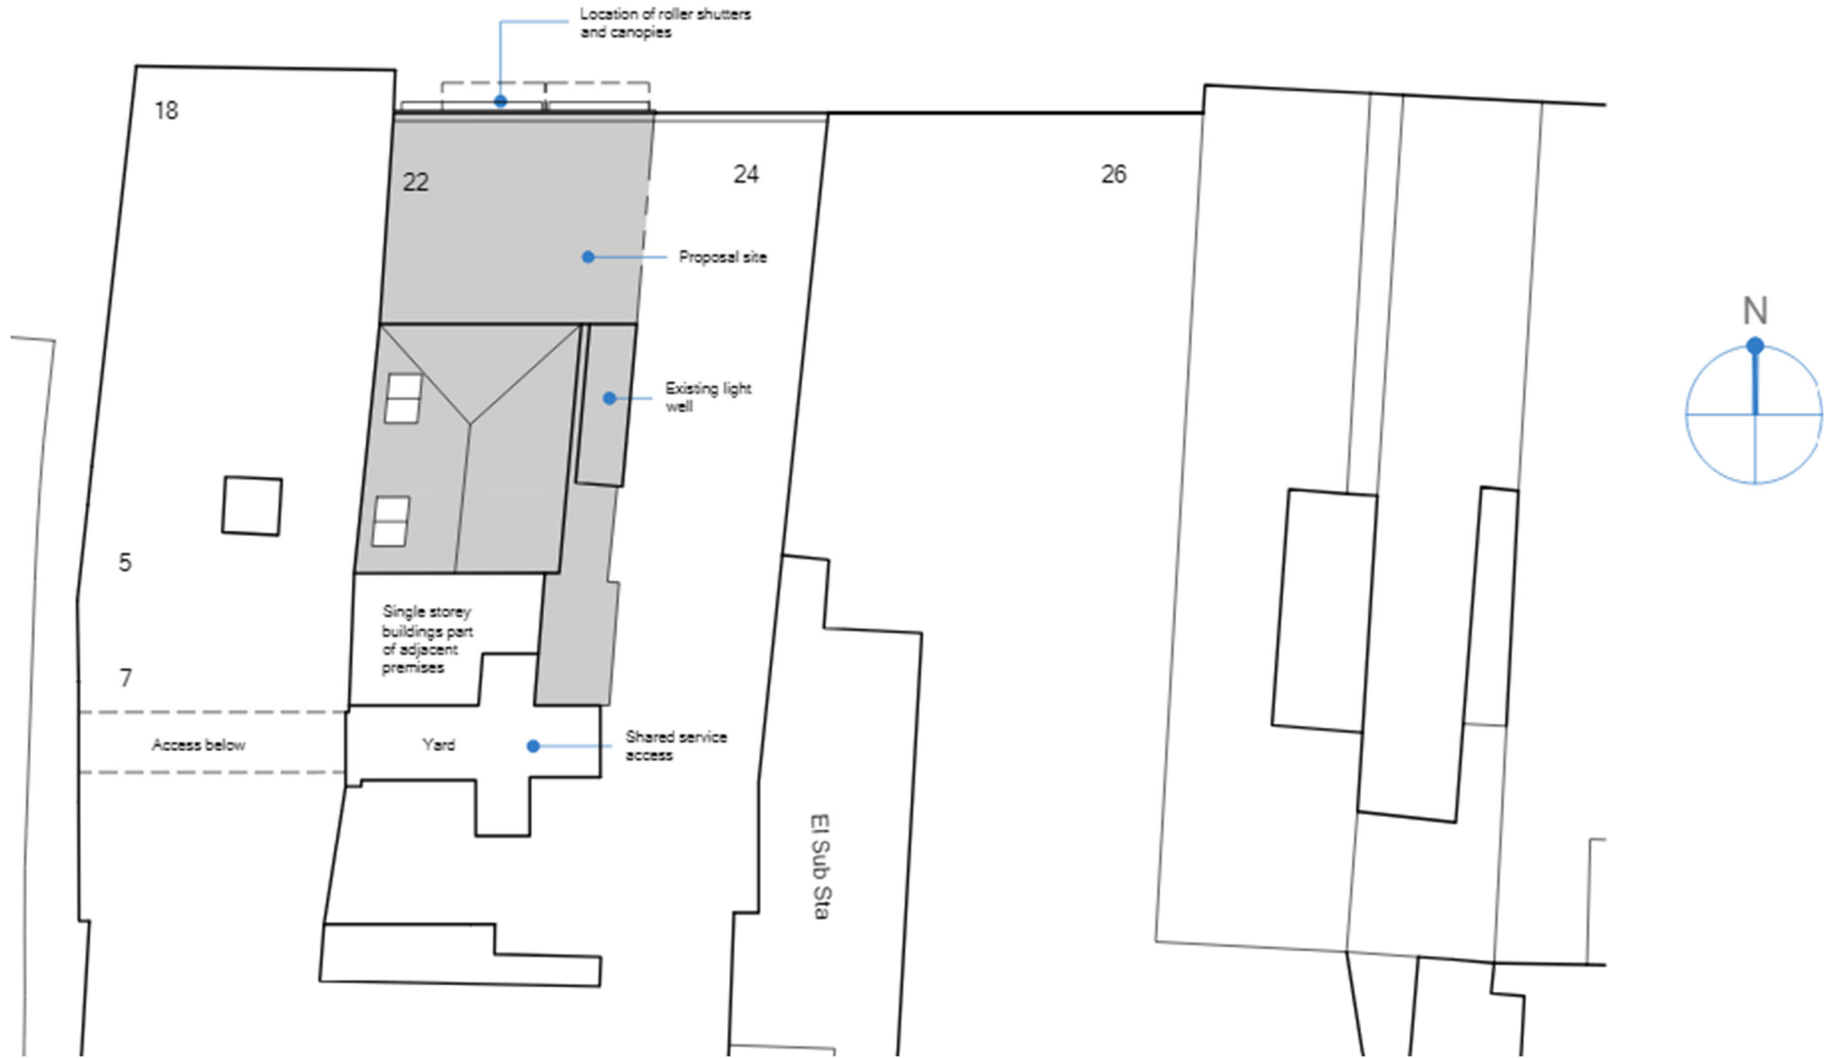 Location of roller shutters
and canopies
18
22
24
26
Proposal site
N
Existing light
well
5
Single storey
buildings part
of adjacent
premises
7
Access below
Yard
Shared service
access
El Sub Sta